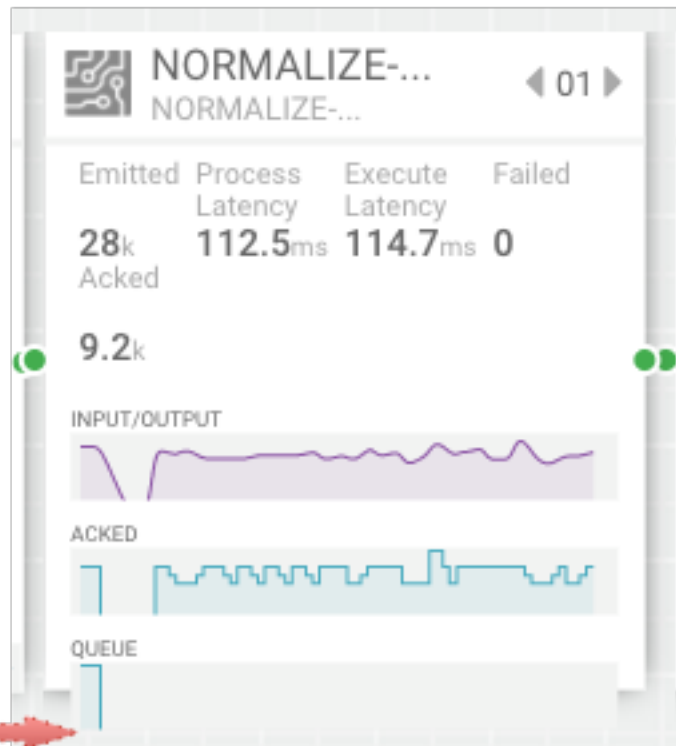 NORMALIZE-...
NORMALIZE-...
01
Emitted Process Latency Execute Latency Failed
28k 112.5ms 114.7ms 0
Acked
9.2k
INPUT/OUTPUT
ACKED
QUEUE